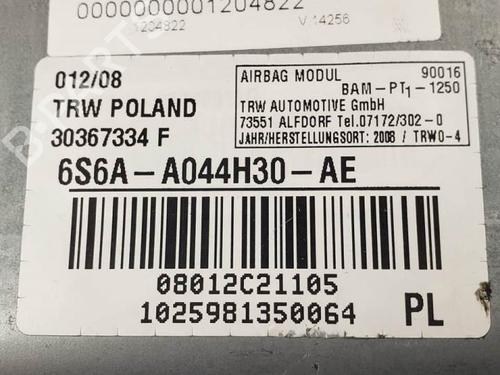 0000000001204822
1204822
V.14256
012/08
TRW POLAND
30367334 F
AIRBAG MODUL 90016
BAM-PT1-1250
TRW AUTOMOTIVE GmbH
73551 ALFDORF Tel.07172/302-0
JAHR/HERSTELLUNGSORT: 2008 / TRW0-4
6S6A-A044H30-AE
08012C21105
1025981350064
PL